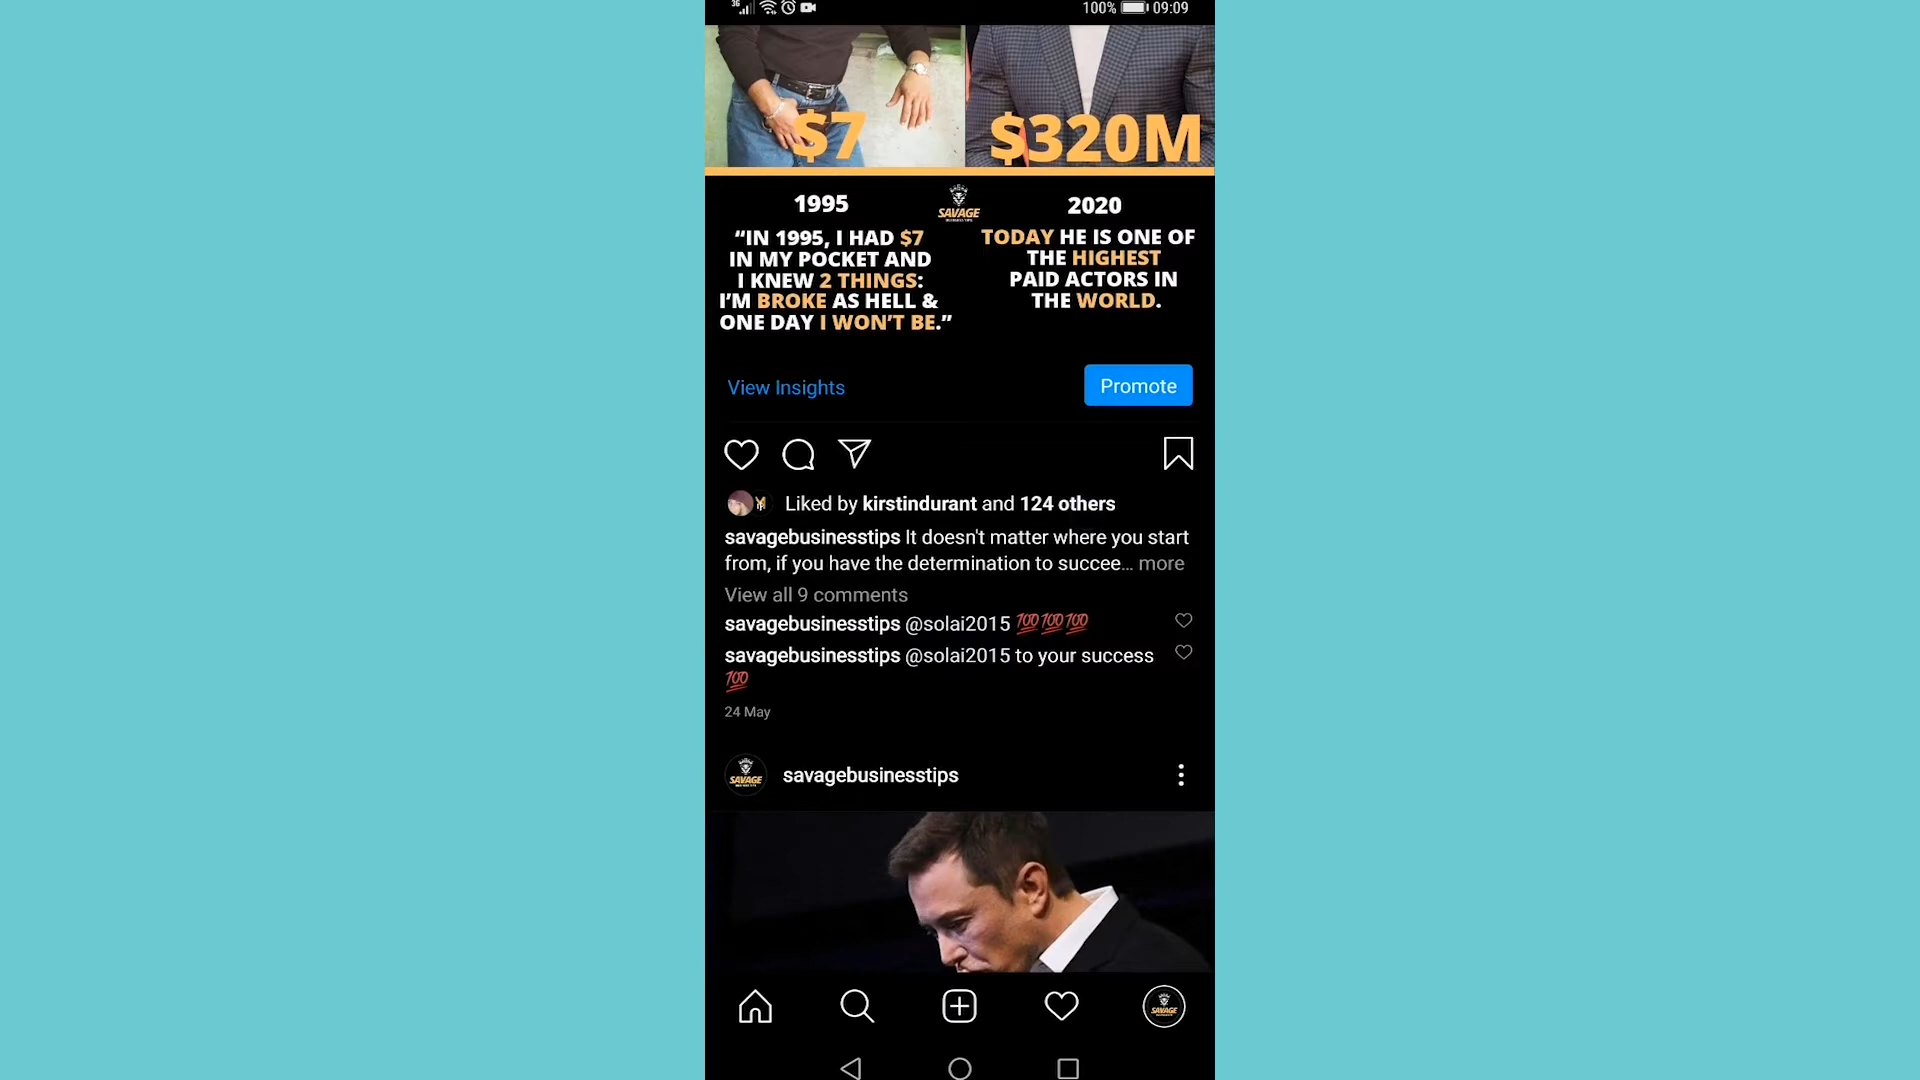 3G
100% 09:09
$7
$320M
1995
SAVAGE
2020
“IN 1995, I HAD $7
IN MY POCKET AND
I KNEW 2 THINGS:
I’M BROKE AS HELL &
ONE DAY I WON’T BE.”
TODAY HE IS ONE OF
THE HIGHEST
PAID ACTORS IN
THE WORLD.
View Insights
Promote
Liked by kirstindurant and 124 others
savagebusinesstips It doesn't matter where you start
from, if you have the determination to succee... more
View all 9 comments
savagebusinesstips @solai2015 💯💯💯
savagebusinesstips @solai2015 to your success
💯
24 May
SAVAGE
savagebusinesstips
SAVAGE